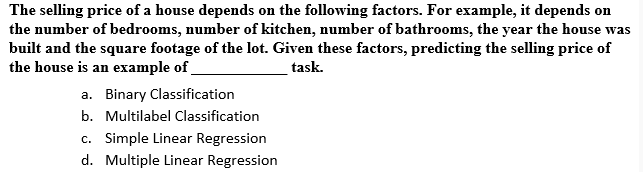 The selling price of a house depends on the following factors. For example, it depends on
the number of bedrooms, number of kitchen, number of bathrooms, the year the house was
built and the square footage of the lot. Given these factors, predicting the selling price of
the house is an example of _____________ task.
a. Binary Classification
b. Multilabel Classification
c. Simple Linear Regression
d. Multiple Linear Regression